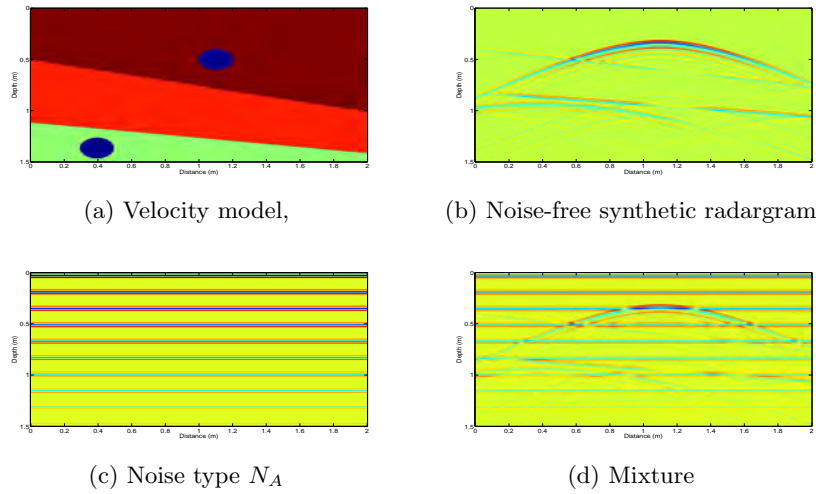 0
0.5
1
1.5
Depth (m)
0 0.2 0.4 0.6 0.8 1 1.2 1.4 1.6 1.8 2
Distance (m)
(a) Velocity model,
0
0.5
1
1.5
Depth (m)
0 0.2 0.4 0.6 0.8 1 1.2 1.4 1.6 1.8 2
Distance (m)
(b) Noise-free synthetic radargram
0
0.5
1
1.5
Depth (m)
0 0.2 0.4 0.6 0.8 1 1.2 1.4 1.6 1.8 2
Distance (m)
(c) Noise type N_A
0
0.5
1
1.5
Depth (m)
0 0.2 0.4 0.6 0.8 1 1.2 1.4 1.6 1.8 2
Distance (m)
(d) Mixture